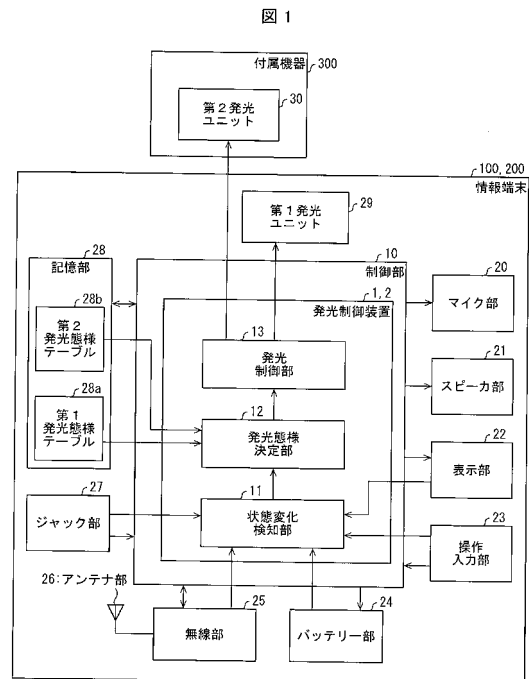 図 1
付属機器
300
第2発光
ユニット
30
100, 200
情報端末
第1発光
ユニット
29
28
記憶部
28b
第2
発光態様
テーブル
28a
第1
発光態様
テーブル
10
制御部
1, 2
発光制御装置
13
発光
制御部
12
発光態様
決定部
11
状態変化
検知部
20
マイク部
21
スピーカ部
22
表示部
23
操作
入力部
27
ジャック部
26:アンテナ部
25
無線部
24
バッテリー部